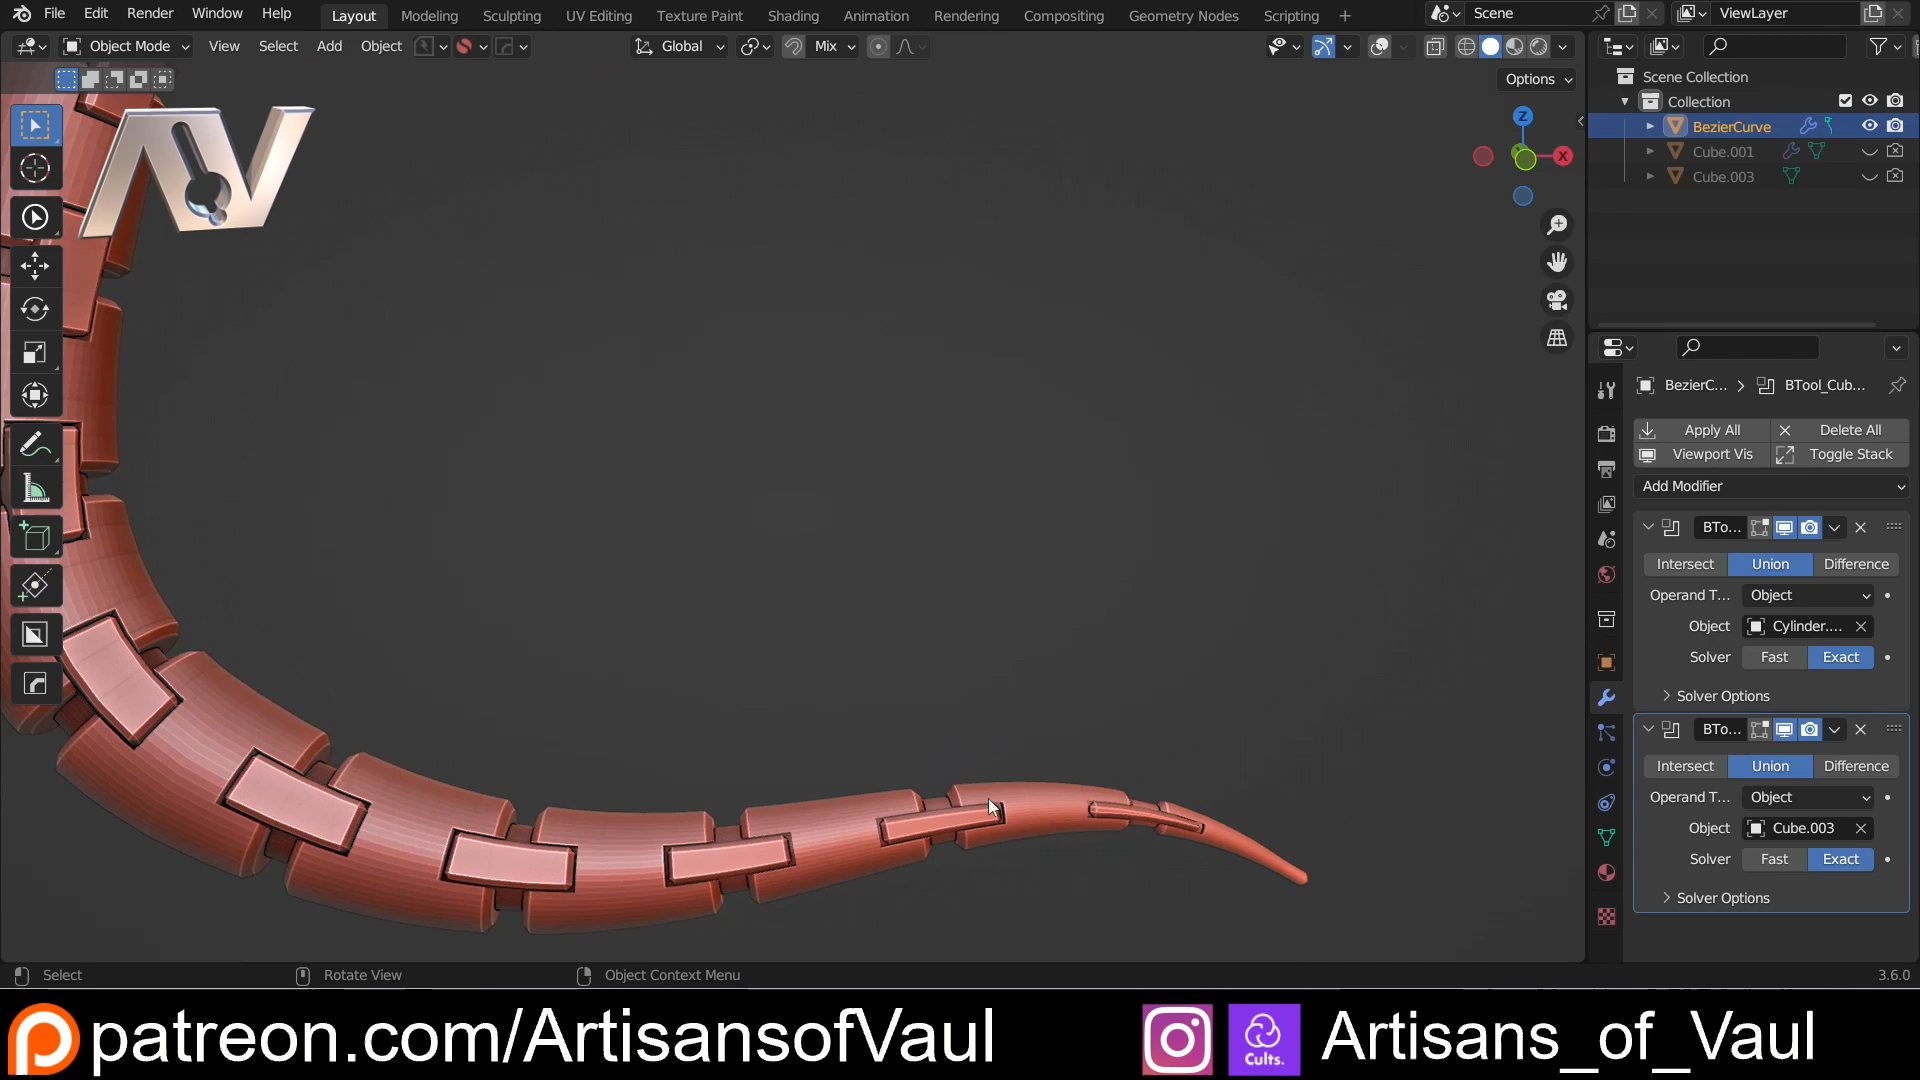 File Edit Render Window Help Layout Modeling Sculpting UV Editing Texture Paint Shading Animation Rendering Compositing Geometry Nodes Scripting + Scene ViewLayer
Object Mode View Select Add Object Global Mix
Options
Z
X
Scene Collection
Collection
BezierCurve
Cube.001
Cube.003
BezierC... BTool_Cub...
Apply All Delete All
Viewport Vis Toggle Stack
Add Modifier
BTo...
Intersect Union Difference
Operand T... Object
Object Cylinder....
Solver Fast Exact
Solver Options
BTo...
Intersect Union Difference
Operand T... Object
Object Cube.003
Solver Fast Exact
Solver Options
Select Rotate View Object Context Menu 3.6.0
patreon.com/ArtisansofVaul Cults. Artisans_of_Vaul